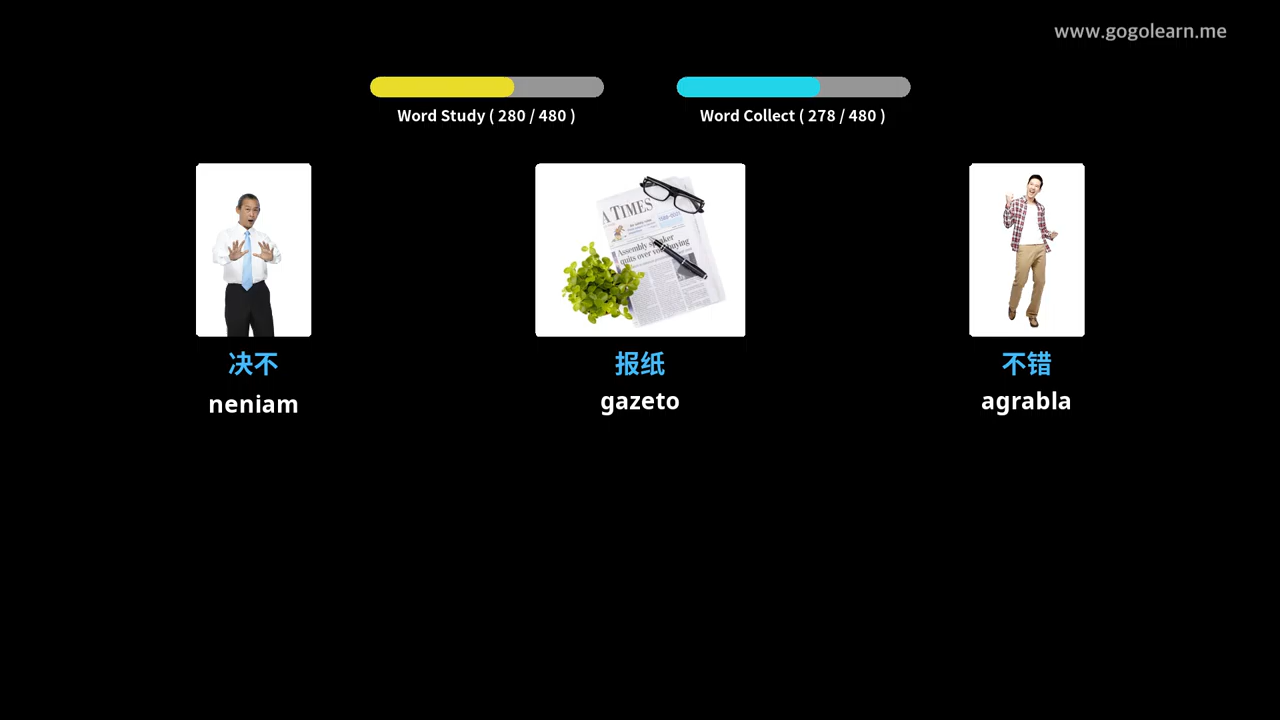 www.gogolearn.me
Word Study ( 280 / 480 )
Word Collect ( 278 / 480 )
A TIMES
决不
报纸
不错
neniam
gazeto
agrabla